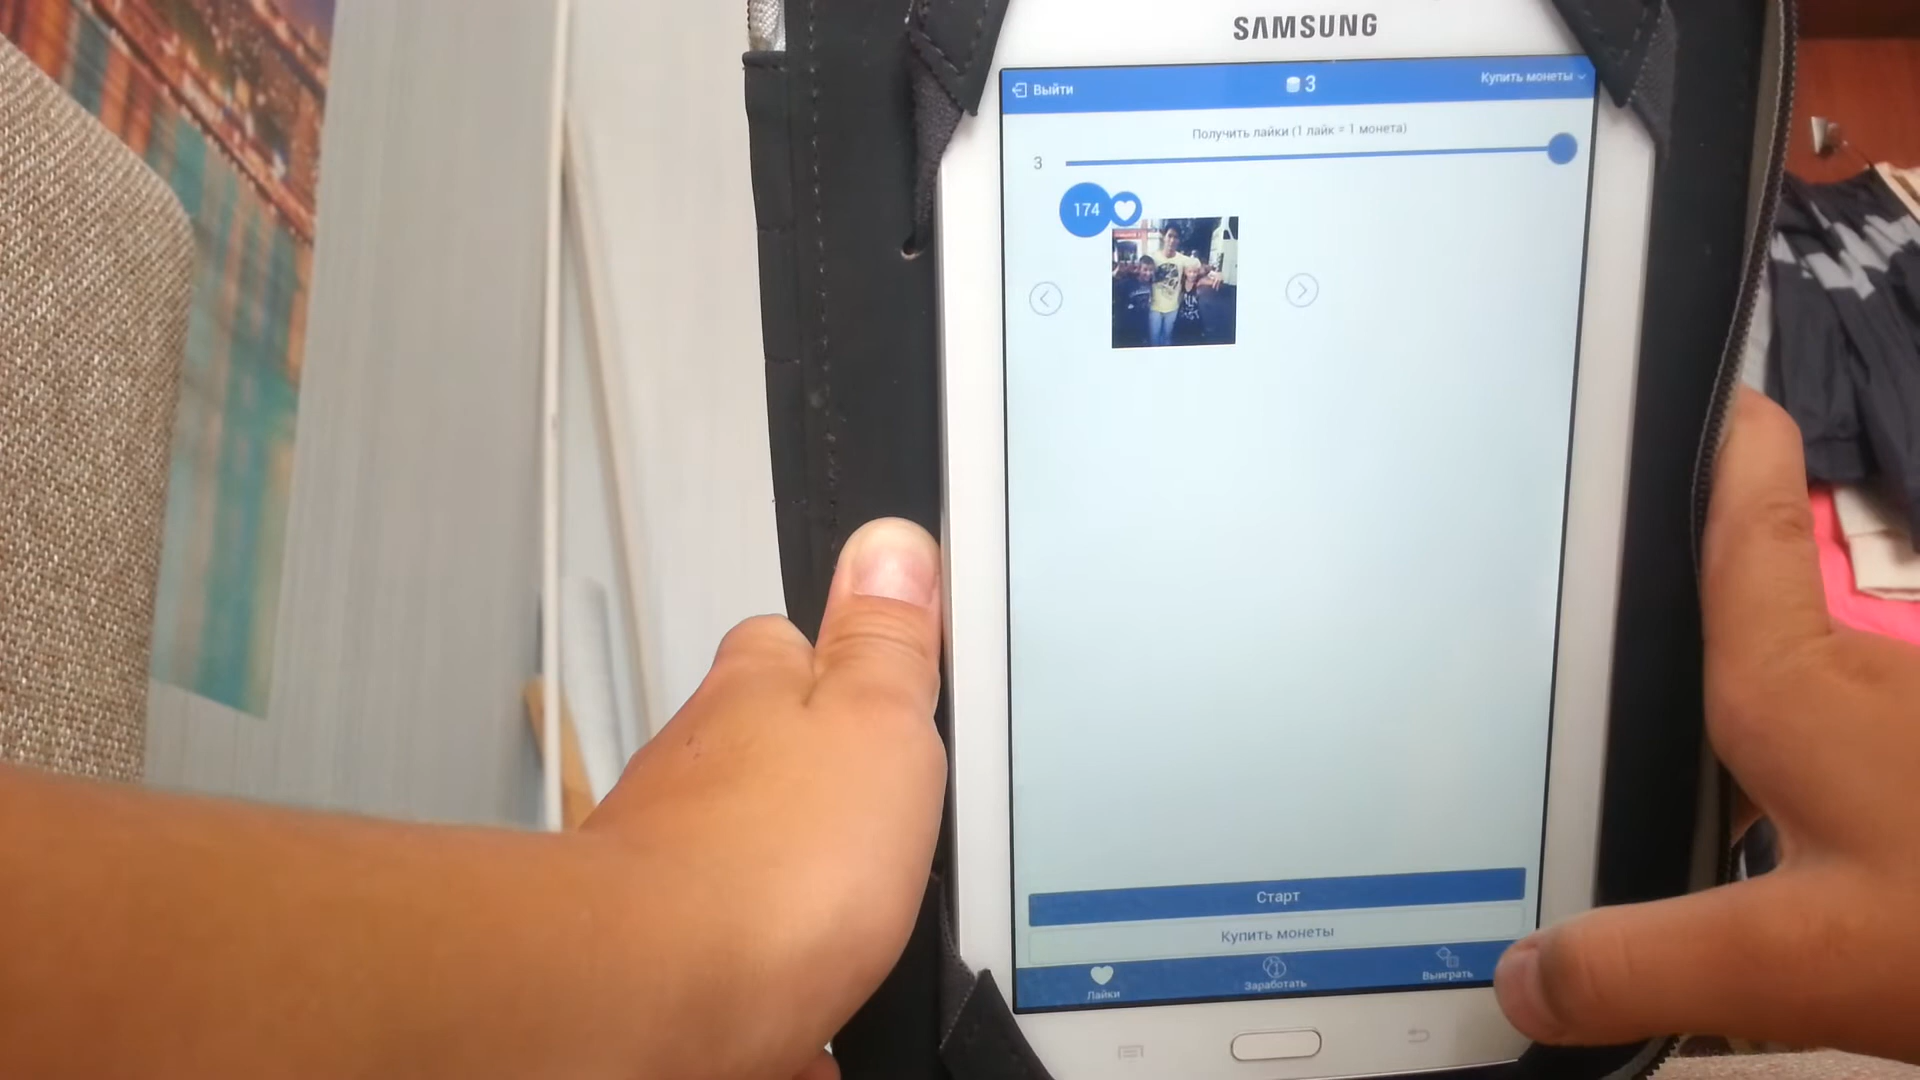 SAMSUNG
Выйти
3
Купить монеты
Получить лайки (1 лайк = 1 монета)
3
174
Старт
Купить монеты
Лайки
Заработать
Выиграть